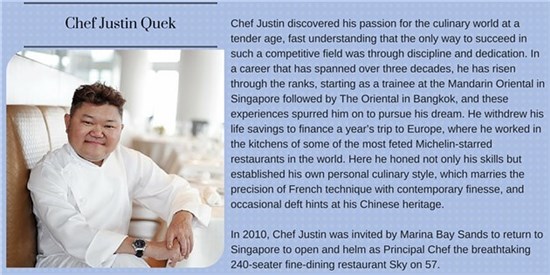 Chef Justin Quek
Chef Justin discovered his passion for the culinary world at a
tender age, fast understanding that the only way to succeed in
such a competitive field was through discipline and dedication. In
a career that has spanned over three decades, he has risen
through the ranks, starting as a trainee at the Mandarin Oriental in
Singapore followed by The Oriental in Bangkok, and these
experiences spurred him on to pursue his dream. He withdrew his
life savings to finance a year's trip to Europe, where he worked in
the kitchens of some of the most feted Michelin-starred
restaurants in the world. Here he honed not only his skills but
established his own personal culinary style, which marries the
precision of French technique with contemporary finesse, and
occasional deft hints at his Chinese heritage.
In 2010, Chef Justin was invited by Marina Bay Sands to return to
Singapore to open and helm as Principal Chef the breathtaking
240-seater fine-dining restaurant Sky on 57.